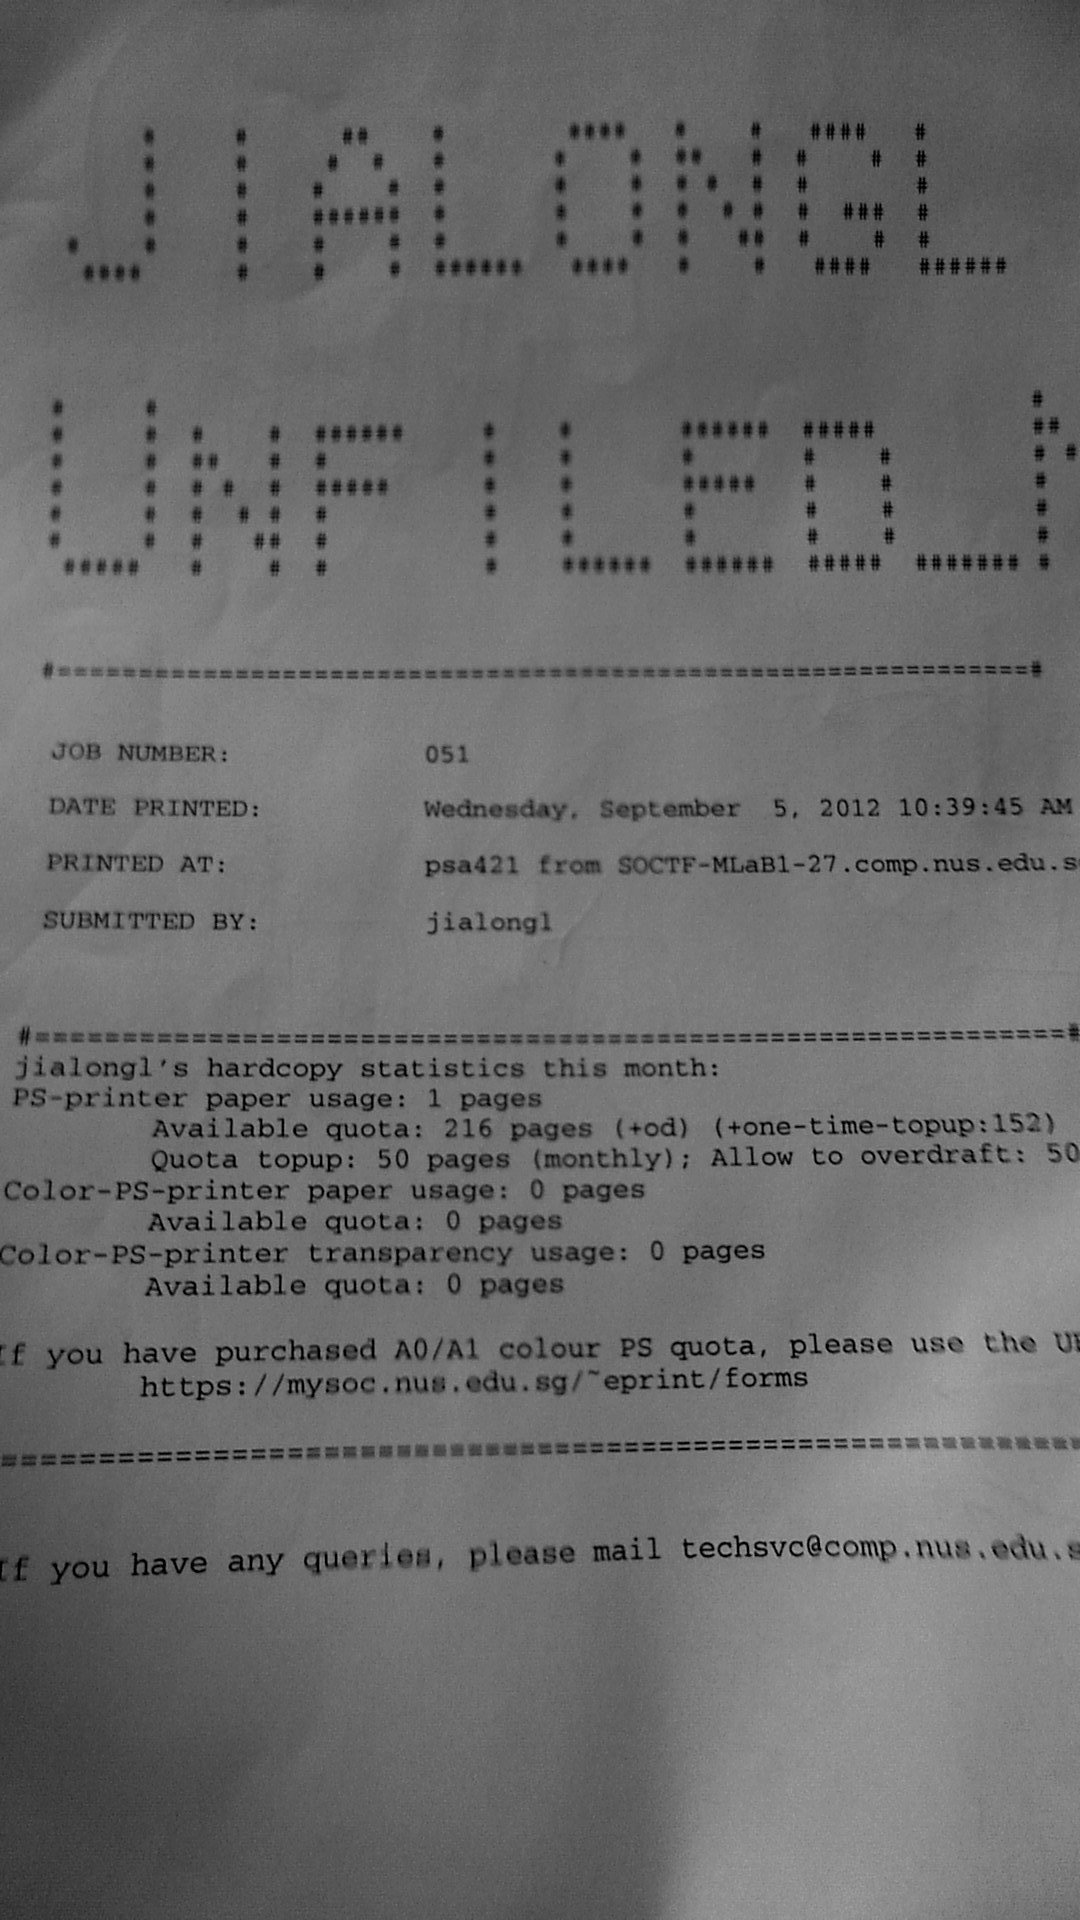 JIALONGL
UnFILED_
#=============================================================#
JOB NUMBER: 051
DATE PRINTED: Wednesday, September 5, 2012 10:39:45 AM
PRINTED AT: psa421 from SOCTF-MLaB1-27.comp.nus.edu.s
SUBMITTED BY: jialongl
#=============================================================#
jialongl's hardcopy statistics this month:
PS-printer paper usage: 1 pages
Available quota: 216 pages (+od) (+one-time-topup:152)
Quota topup: 50 pages (monthly); Allow to overdraft: 50
Color-PS-printer paper usage: 0 pages
Available quota: 0 pages
Color-PS-printer transparency usage: 0 pages
Available quota: 0 pages
If you have purchased A0/A1 colour PS quota, please use the
https://mysoc.nus.edu.sg/~eprint/forms
=============================================================
If you have any queries, please mail techsvc@comp.nus.edu.s